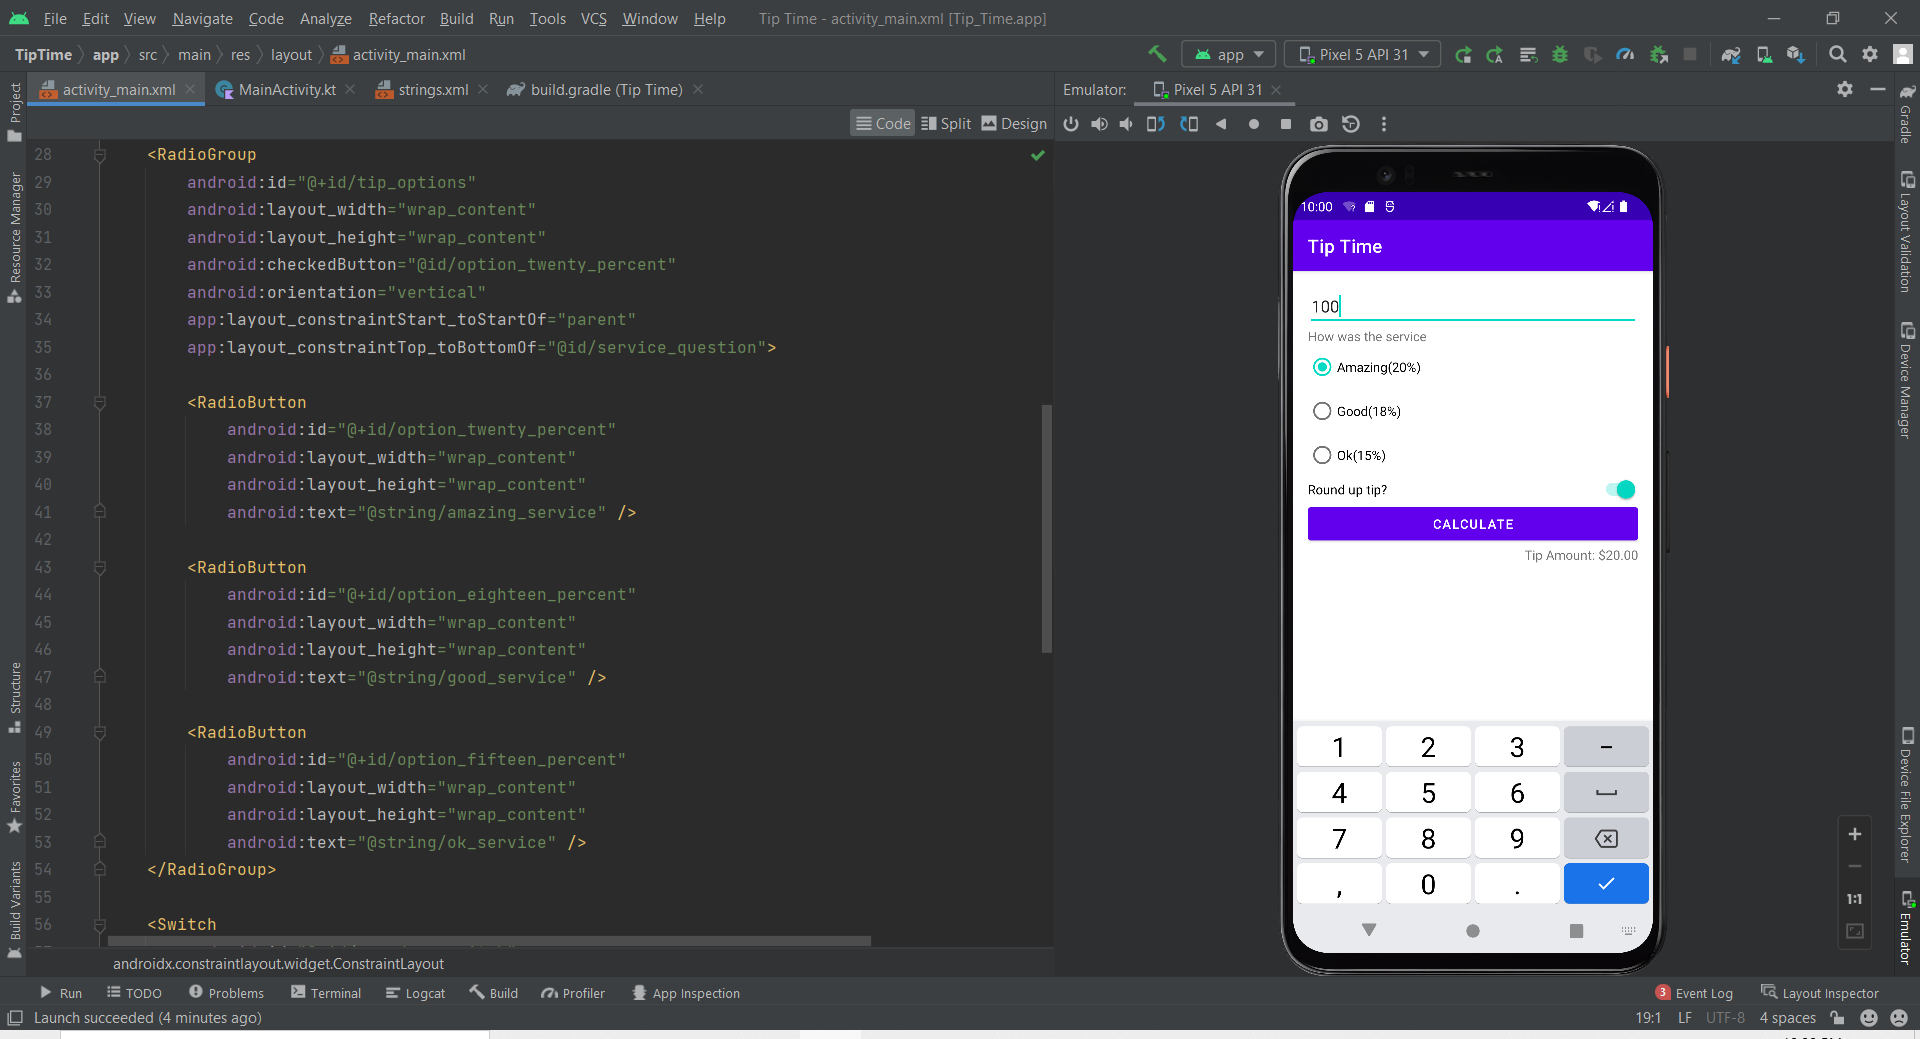 File Edit View Navigate Code Analyze Refactor Build Run Tools VCS Window Help Tip Time - activity_main.xml [Tip_Time.app]
TipTime app src main res layout activity_main.xml
app Pixel 5 API 31
activity_main.xml MainActivity.kt strings.xml build.gradle (Tip Time)
Emulator: Pixel 5 API 31
Code Split Design
Project
Resource Manager
Structure
Favorites
Build Variants
28 <RadioGroup
29 android:id="@+id/tip_options"
30 android:layout_width="wrap_content"
31 android:layout_height="wrap_content"
32 android:checkedButton="@id/option_twenty_percent"
33 android:orientation="vertical"
34 app:layout_constraintStart_toStartOf="parent"
35 app:layout_constraintTop_toBottomOf="@id/service_question">
36
37 <RadioButton
38 android:id="@+id/option_twenty_percent"
39 android:layout_width="wrap_content"
40 android:layout_height="wrap_content"
41 android:text="@string/amazing_service" />
42
43 <RadioButton
44 android:id="@+id/option_eighteen_percent"
45 android:layout_width="wrap_content"
46 android:layout_height="wrap_content"
47 android:text="@string/good_service" />
48
49 <RadioButton
50 android:id="@+id/option_fifteen_percent"
51 android:layout_width="wrap_content"
52 android:layout_height="wrap_content"
53 android:text="@string/ok_service" />
54 </RadioGroup>
55
56 <Switch
androidx.constraintlayout.widget.ConstraintLayout
10:00
Tip Time
100
How was the service
Amazing(20%)
Good(18%)
Ok(15%)
Round up tip?
CALCULATE
Tip Amount: $20.00
1 2 3 -
4 5 6
7 8 9
, 0 .
1:1
Gradle
Layout Validation
Device Manager
Device File Explorer
Emulator
Run TODO Problems Terminal Logcat Build Profiler App Inspection 3 Event Log Layout Inspector
Launch succeeded (4 minutes ago) 19:1 LF UTF-8 4 spaces